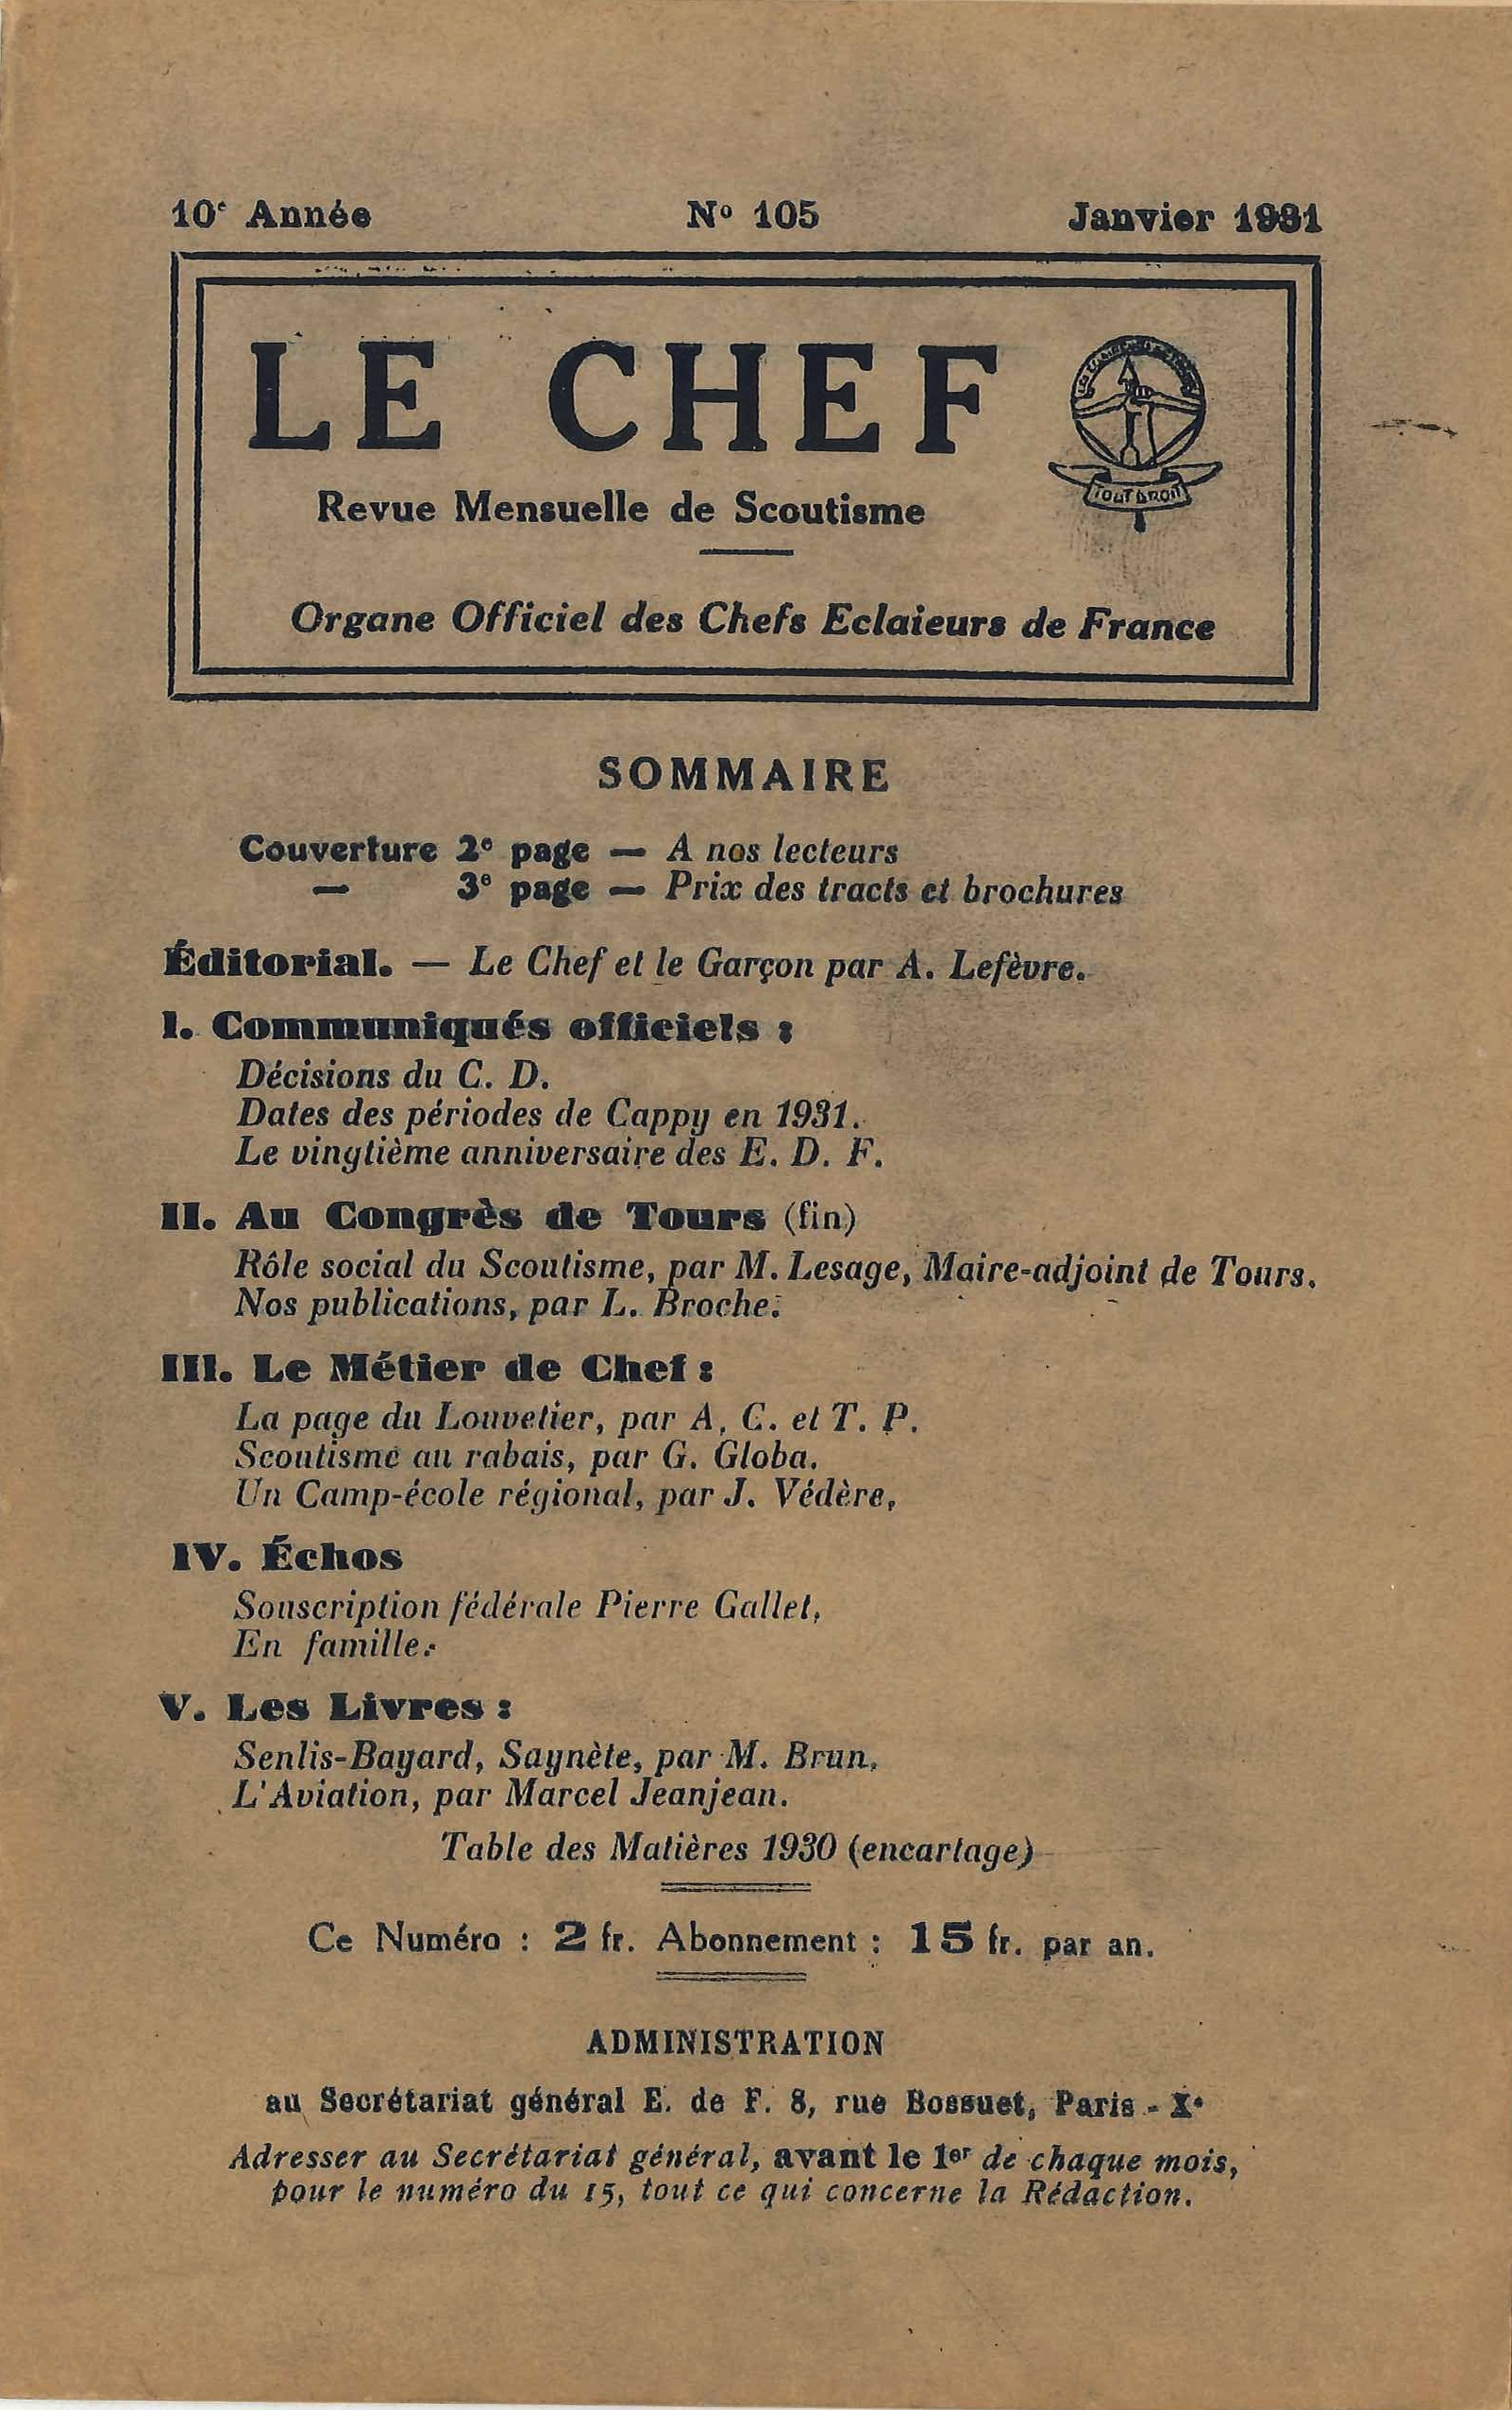 10e Année No 105 Janvier 1931
LE CHEF
TOUT DROIT
Revue Mensuelle de Scoutisme
Organe Officiel des Chefs Eclaieurs de France
SOMMAIRE
Couverture 2e page — A nos lecteurs
— 3e page — Prix des tracts et brochures
Éditorial. — Le Chef et le Garçon par A. Lefèvre.
I. Communiqués officiels :
Décisions du C. D.
Dates des périodes de Cappy en 1931.
Le vingtième anniversaire des E. D. F.
II. Au Congrès de Tours (fin)
Rôle social du Scoutisme, par M. Lesage, Maire-adjoint de Tours.
Nos publications, par L. Broche.
III. Le Métier de Chef :
La page du Louvetier, par A, C. et T. P.
Scoutisme au rabais, par G. Globa.
Un Camp-école régional, par J. Védère,
IV. Échos
Souscription fédérale Pierre Gallet,
En famille.
V. Les Livres :
Senlis-Bayard, Saynète, par M. Brun,
L'Aviation, par Marcel Jeanjean.
Table des Matières 1930 (encartage)
Ce Numéro : 2 fr. Abonnement : 15 fr. par an.
ADMINISTRATION
au Secrétariat général E. de F. 8, rue Bossuet, Paris - Xe
Adresser au Secrétariat général, avant le 1er de chaque mois,
pour le numéro du 15, tout ce qui concerne la Rédaction.